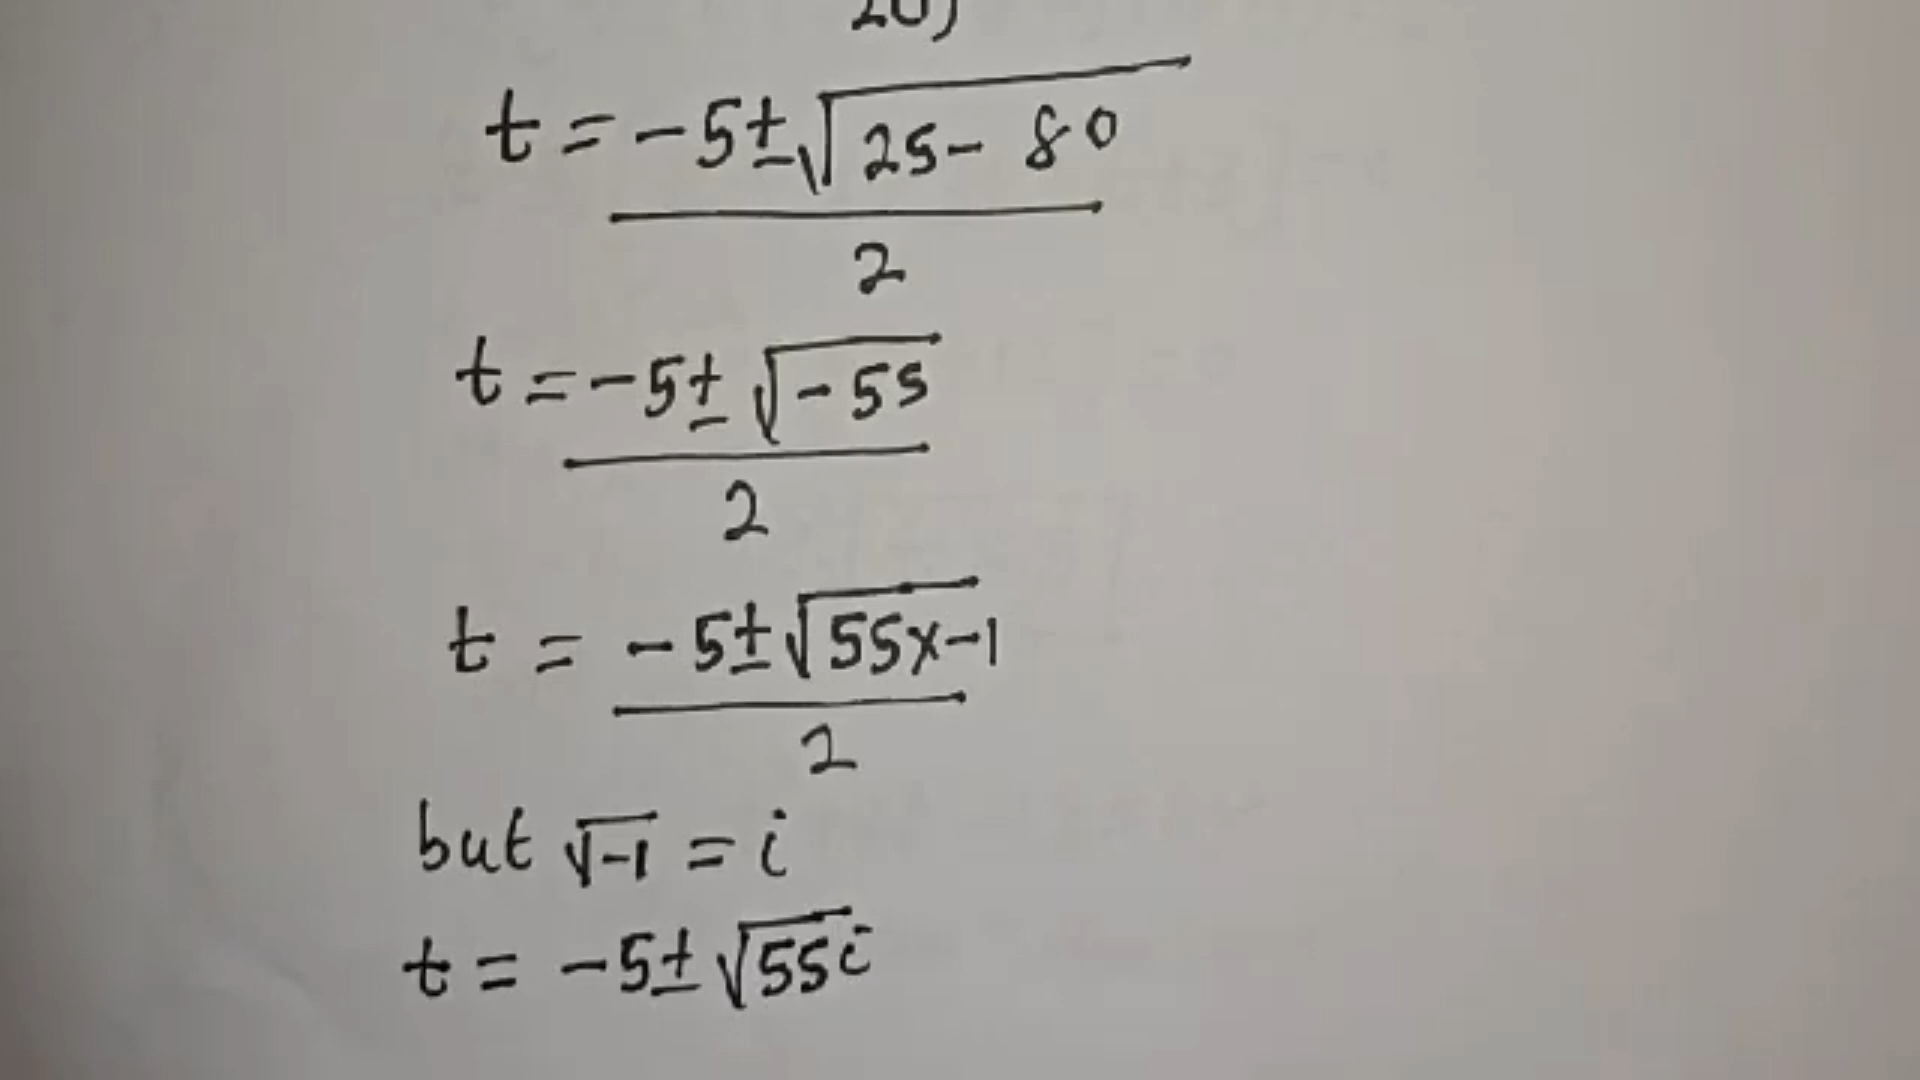 t = -5±√25-80
2
t = -5±√-55
2
t = -5±√55x-1
2
but √-1 = i
t = -5±√55i